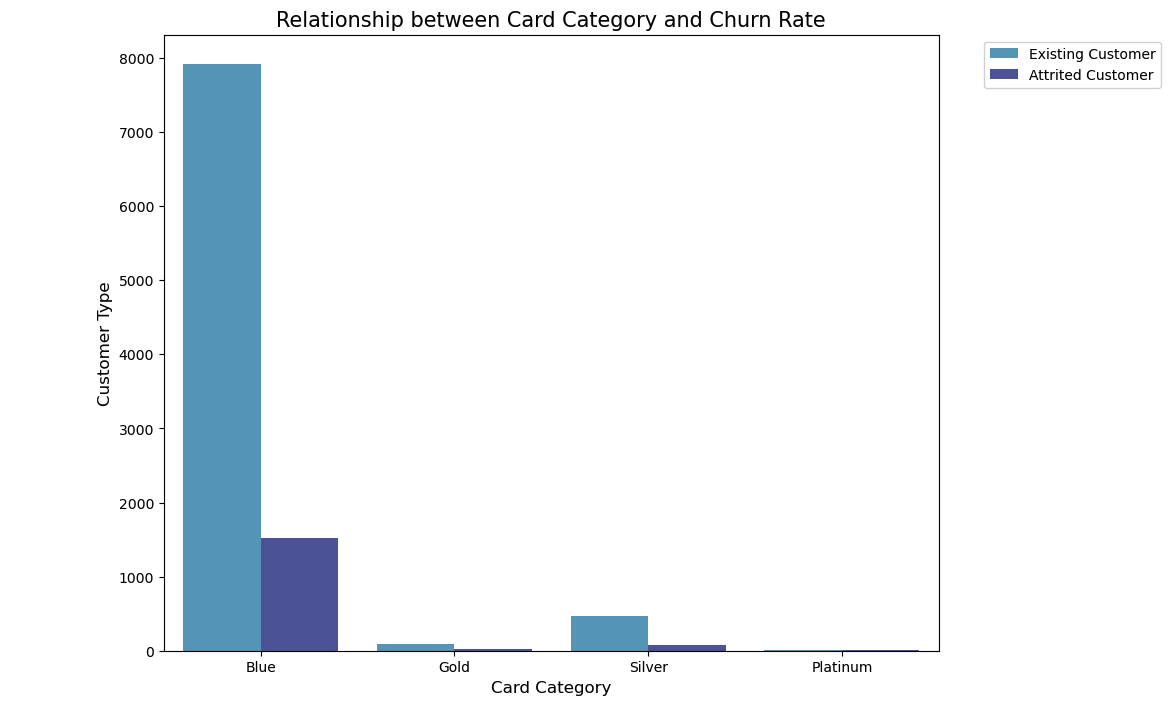 Relationship between Card Category and Churn Rate
Existing Customer
Attrited Customer
8000
7000
6000
5000
4000
3000
2000
1000
0
Customer Type
Blue
Gold
Silver
Platinum
Card Category